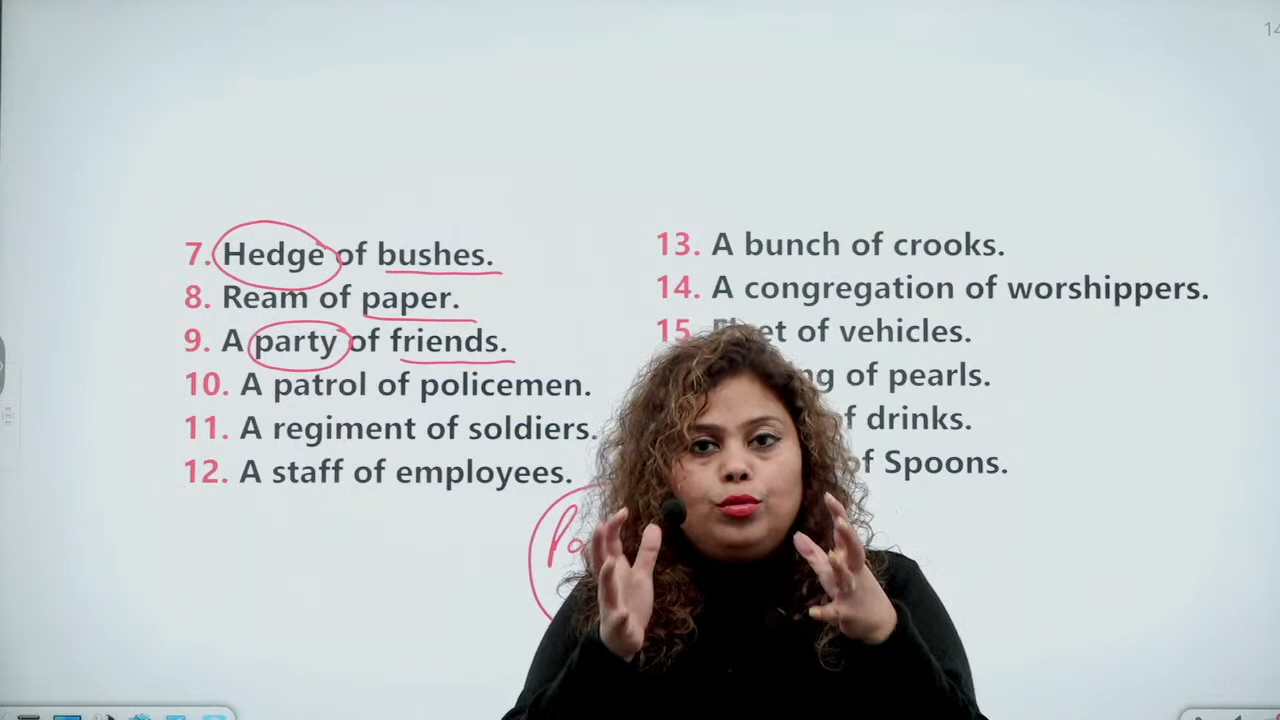 14
7. Hedge of bushes.
8. Ream of paper.
9. A party of friends.
10. A patrol of policemen.
11. A regiment of soldiers.
12. A staff of employees.
13. A bunch of crooks.
14. A congregation of worshippers.
15 of vehicles.
of pearls.
of drinks.
of Spoons.